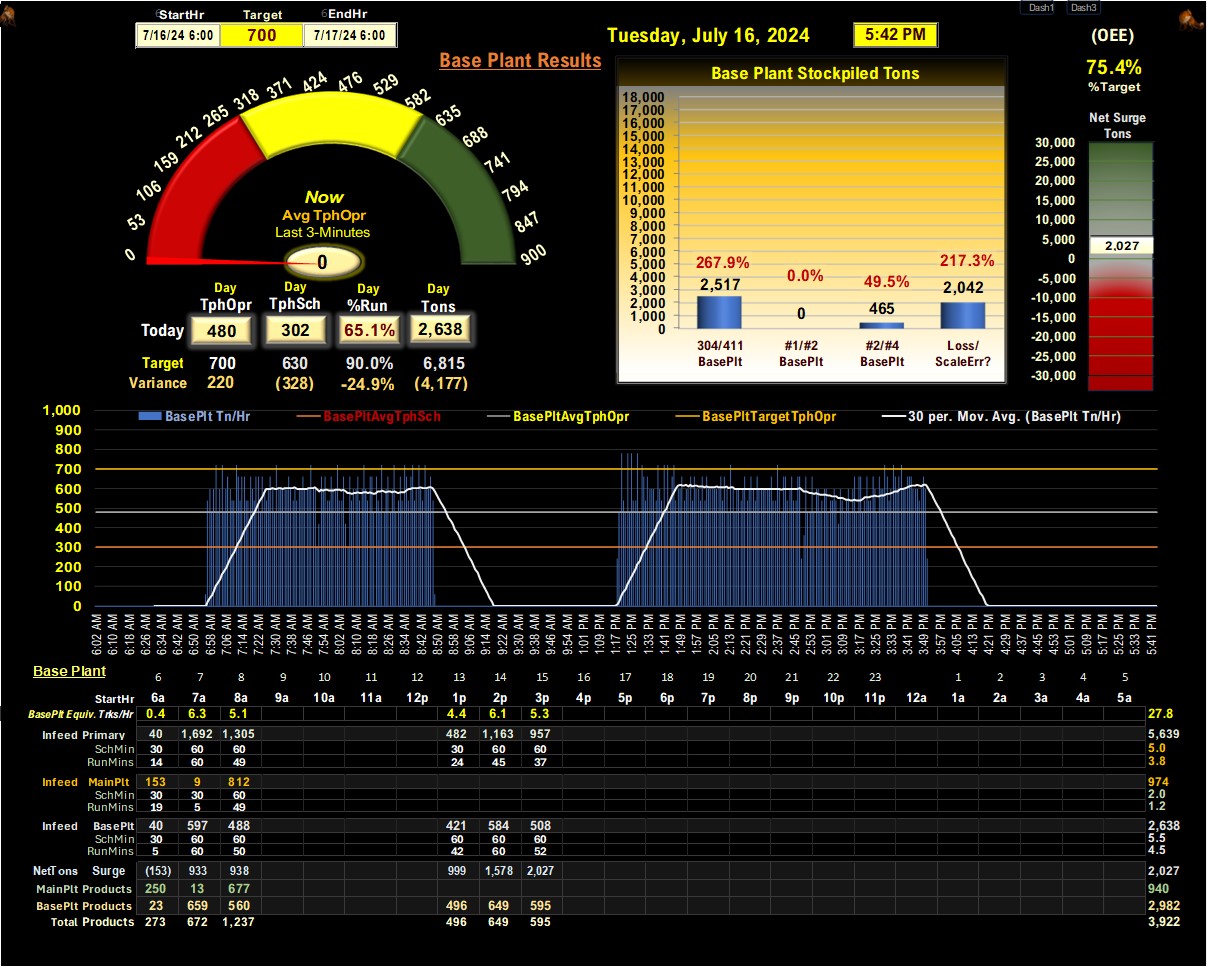 StartHr Target EndHr
7/16/24 6:00 700 7/17/24 6:00
Dash1 Dash3
Tuesday, July 16, 2024 5:42 PM
(OEE)
75.4%
%Target
Base Plant Results
Base Plant Stockpiled Tons
Net Surge
Tons
0 53 106 159 212 265 318 371 424 476 529 582 635 688 741 794 847 900
Now
Avg TphOpr
Last 3-Minutes
0
18,000
17,000
16,000
15,000
14,000
13,000
12,000
11,000
10,000
9,000
8,000
7,000
6,000
5,000
4,000
3,000
2,000
1,000
0
267.9% 0.0% 49.5% 217.3%
2,517 0 465 2,042
304/411 #1/#2 #2/#4 Loss/
BasePlt BasePlt BasePlt ScaleErr?
30,000
25,000
20,000
15,000
10,000
5,000
0
-5,000
-10,000
-15,000
-20,000
-25,000
-30,000
2,027
Day Day Day Day
TphOpr TphSch %Run Tons
Today 480 302 65.1% 2,638
Target 700 630 90.0% 6,815
Variance 220 (328) -24.9% (4,177)
BasePlt Tn/Hr BasePltAvgTphSch BasePltAvgTphOpr BasePltTargetTphOpr 30 per. Mov. Avg. (BasePlt Tn/Hr)
1,000
900
800
700
600
500
400
300
200
100
0
6:02 AM 6:10 AM 6:18 AM 6:26 AM 6:34 AM 6:42 AM 6:50 AM 6:58 AM 7:06 AM 7:14 AM 7:22 AM 7:30 AM 7:38 AM 7:46 AM 7:54 AM 8:02 AM 8:10 AM 8:18 AM 8:26 AM 8:34 AM 8:42 AM 8:50 AM 8:58 AM 9:06 AM 9:14 AM 9:22 AM 9:30 AM 9:38 AM 9:46 AM 9:54 AM 1:01 PM 1:09 PM 1:17 PM 1:33 PM 1:41 PM 1:49 PM 2:05 PM 2:13 PM 2:21 PM 2:29 PM 2:37 PM 2:45 PM 2:53 PM 3:01 PM 3:09 PM 3:17 PM 3:25 PM 3:33 PM 3:41 PM 3:49 PM 3:57 PM 4:05 PM 4:13 PM 4:21 PM 4:29 PM 4:37 PM 4:45 PM 4:53 PM 5:01 PM 5:09 PM 5:17 PM 5:25 PM 5:33 PM 5:41 PM
Base Plant
6 7 8 9 10 11 12 13 14 15 16 17 18 19 20 21 22 23 1 2 3 4 5
StartHr 6a 7a 8a 9a 10a 11a 12p 1p 2p 3p 4p 5p 6p 7p 8p 9p 10p 11p 12a 1a 2a 3a 4a 5a
BasePlt Equiv. Trks/Hr 0.4 6.3 5.1 4.4 6.1 5.3 27.8
Infeed Primary 40 1,692 1,305 482 1,163 957 5,639
SchMin 30 60 60 30 60 60 5.0
RunMins 14 60 49 24 45 37 3.8
Infeed MainPlt 153 9 812 974
SchMin 30 30 60 2.0
RunMins 19 5 49 1.2
Infeed BasePlt 40 597 488 421 584 508 2,638
SchMin 30 60 60 60 60 60 5.5
RunMins 5 60 50 42 60 52 4.5
NetTons Surge (153) 933 938 999 1,578 2,027 2,027
MainPlt Products 250 13 677 940
BasePlt Products 23 659 560 496 649 595 2,982
Total Products 273 672 1,237 496 649 595 3,922